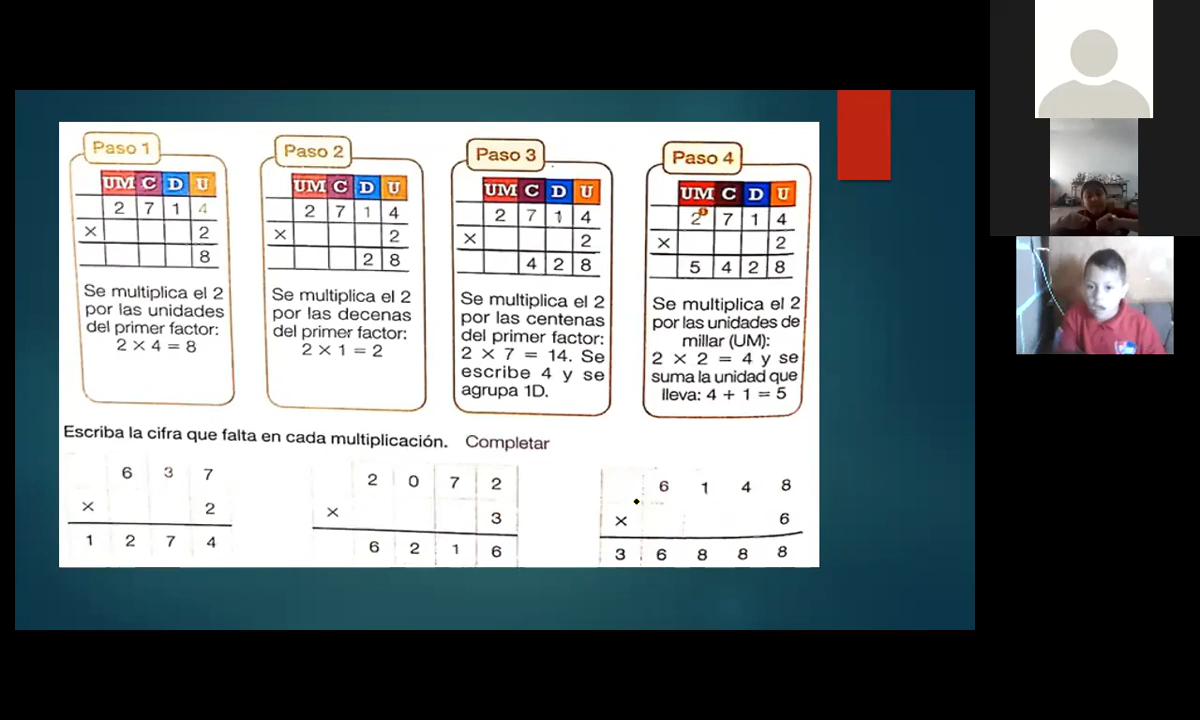 Paso 1
UM C D U
2 7 1 4
× 2
8
Se multiplica el 2
por las unidades
del primer factor:
2 × 4 = 8
Paso 2
UM C D U
2 7 1 4
× 2
2 8
Se multiplica el 2
por las decenas
del primer factor:
2 × 1 = 2
Paso 3
UM C D U
2 7 1 4
× 2
4 2 8
Se multiplica el 2
por las centenas
del primer factor:
2 × 7 = 14. Se
escribe 4 y se
agrupa 1D.
Paso 4
UM C D U
2 7 1 4
× 2
5 4 2 8
Se multiplica el 2
por las unidades de
millar (UM):
2 × 2 = 4 y se
suma la unidad que
lleva: 4 + 1 = 5
Escriba la cifra que falta en cada multiplicación. Completar
6 3 7
× 2
1 2 7 4
2 0 7 2
× 3
6 2 1 6
6 1 4 8
× 6
3 6 8 8 8